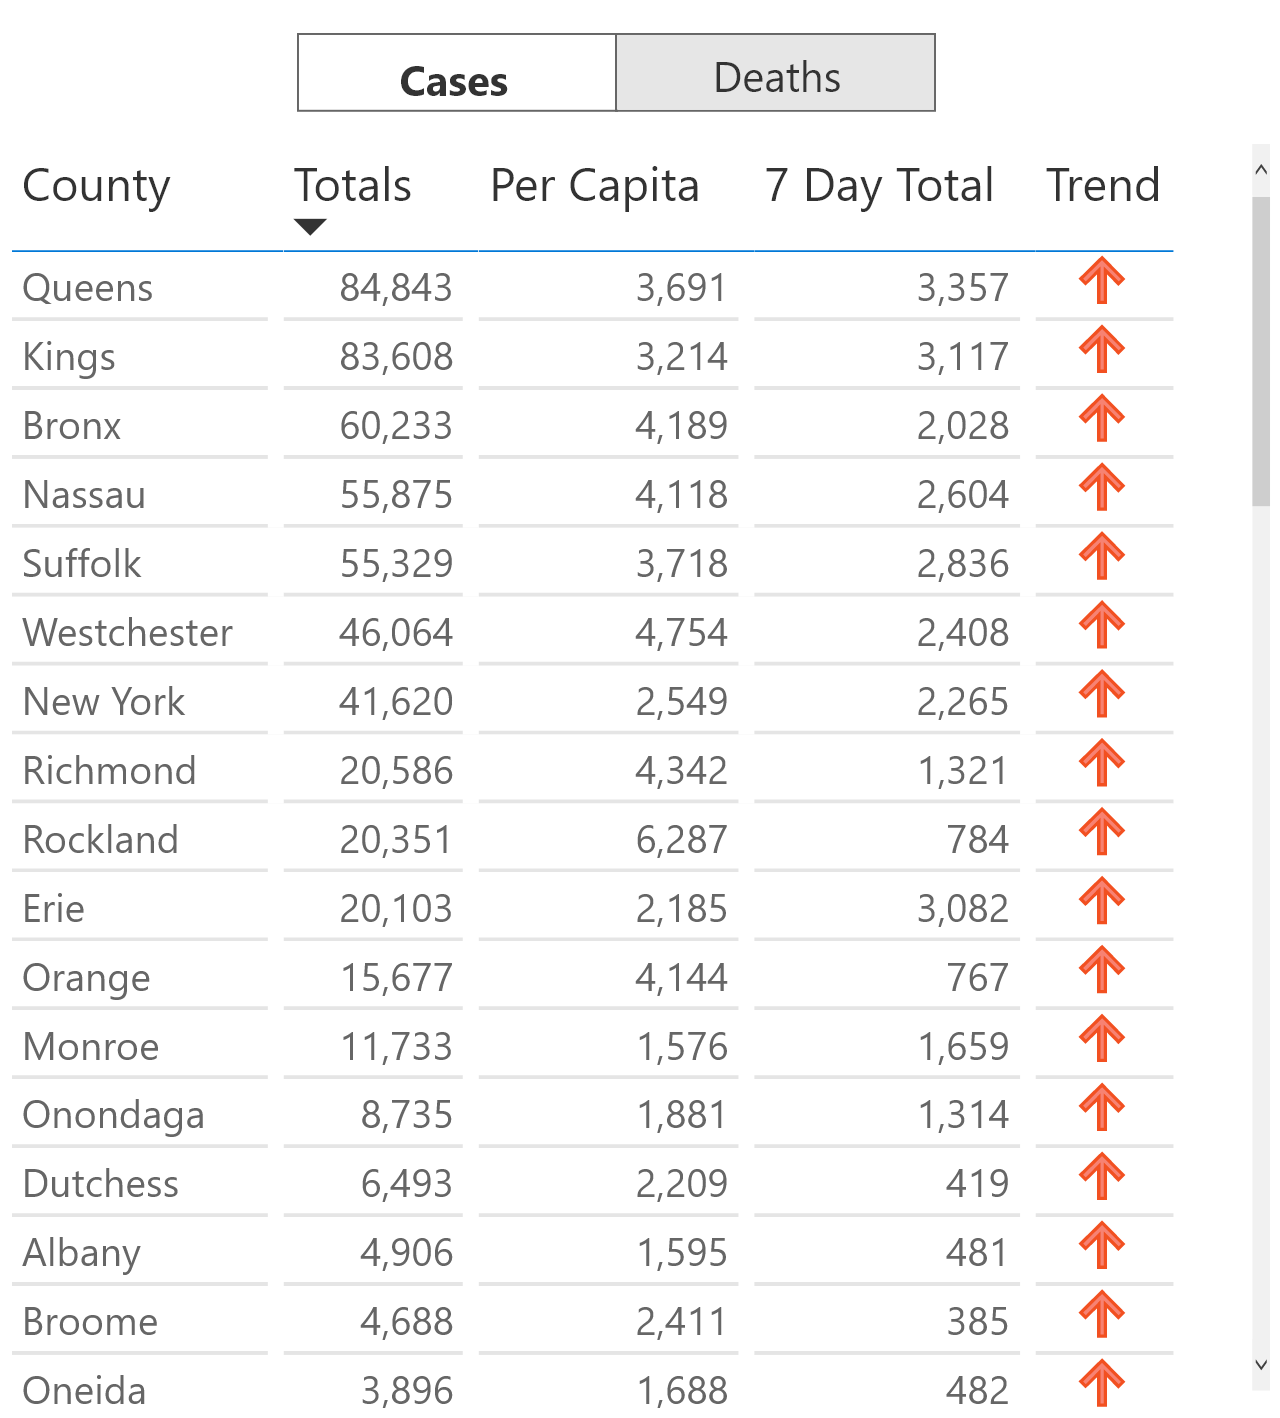 Cases Deaths
County Totals Per Capita 7 Day Total Trend
Queens 84,843 3,691 3,357
Kings 83,608 3,214 3,117
Bronx 60,233 4,189 2,028
Nassau 55,875 4,118 2,604
Suffolk 55,329 3,718 2,836
Westchester 46,064 4,754 2,408
New York 41,620 2,549 2,265
Richmond 20,586 4,342 1,321
Rockland 20,351 6,287 784
Erie 20,103 2,185 3,082
Orange 15,677 4,144 767
Monroe 11,733 1,576 1,659
Onondaga 8,735 1,881 1,314
Dutchess 6,493 2,209 419
Albany 4,906 1,595 481
Broome 4,688 2,411 385
Oneida 3,896 1,688 482